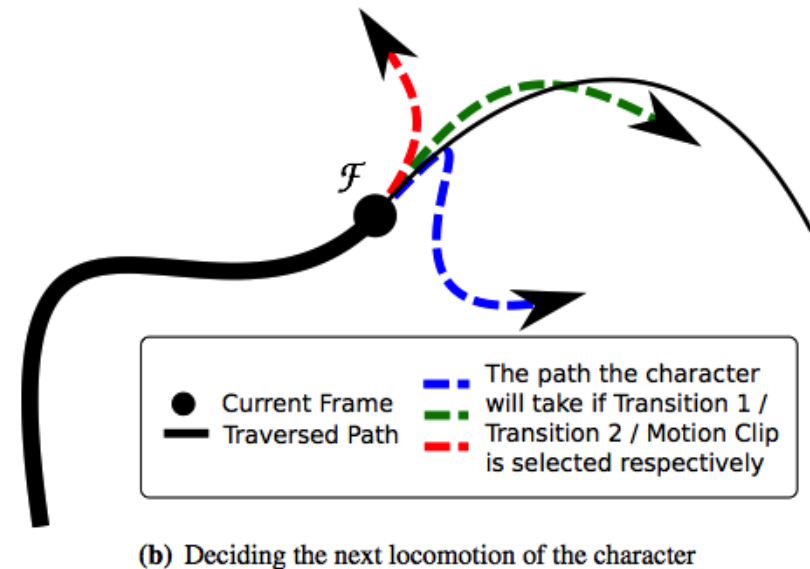 ℱ
Current Frame
Traversed Path
The path the character
will take if Transition 1 /
Transition 2 / Motion Clip
is selected respectively
(b) Deciding the next locomotion of the character